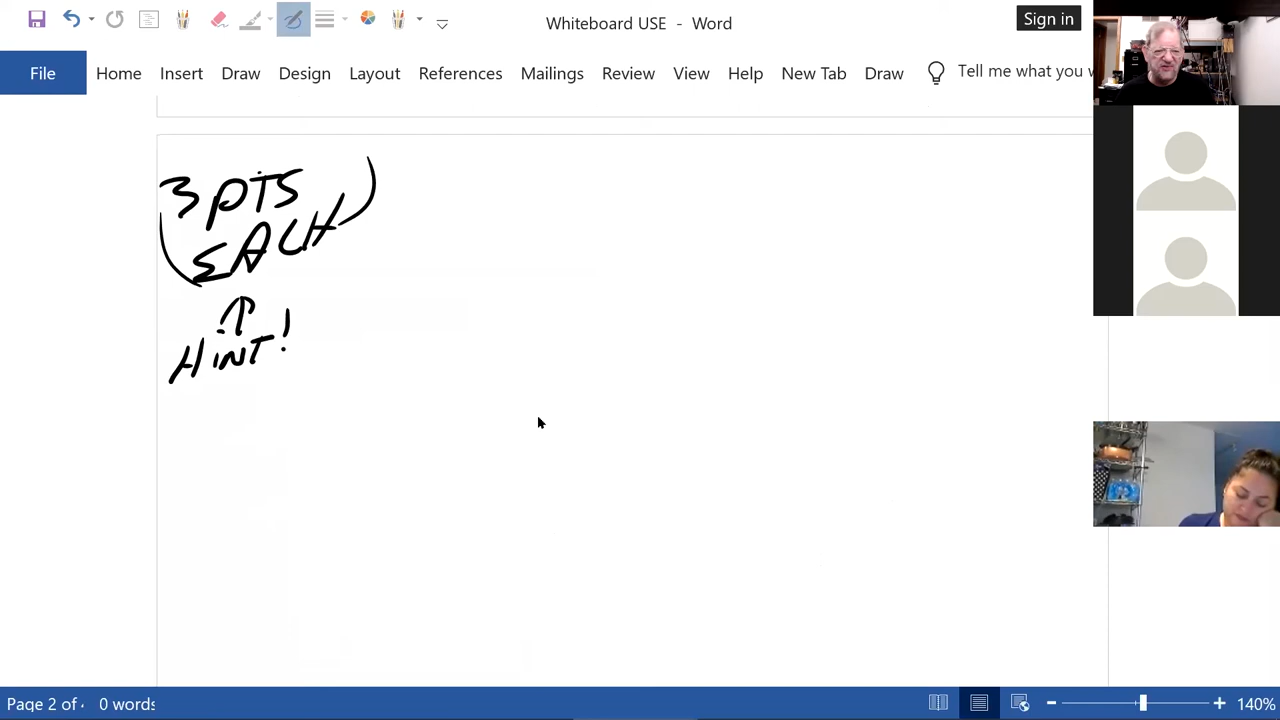 Whiteboard USE - Word
Sign in
File Home Insert Draw Design Layout References Mailings Review View Help New Tab Draw Tell me what you
(3 PTS
EACH)
↑
HINT!
Page 2 of 0 words 140%